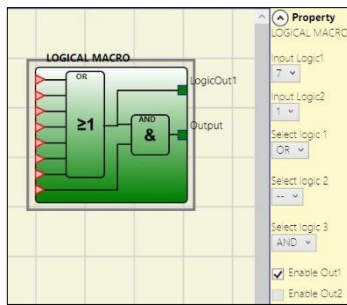 Property
LOGICAL MACRO
LOGICAL MACRO
OR
≥1
AND
&
LogicOut1
Output
Input Logic1
7
Input Logic2
1
Select logic 1
OR
Select logic 2
--
Select logic 3
AND
Enable Out1
Enable Out2